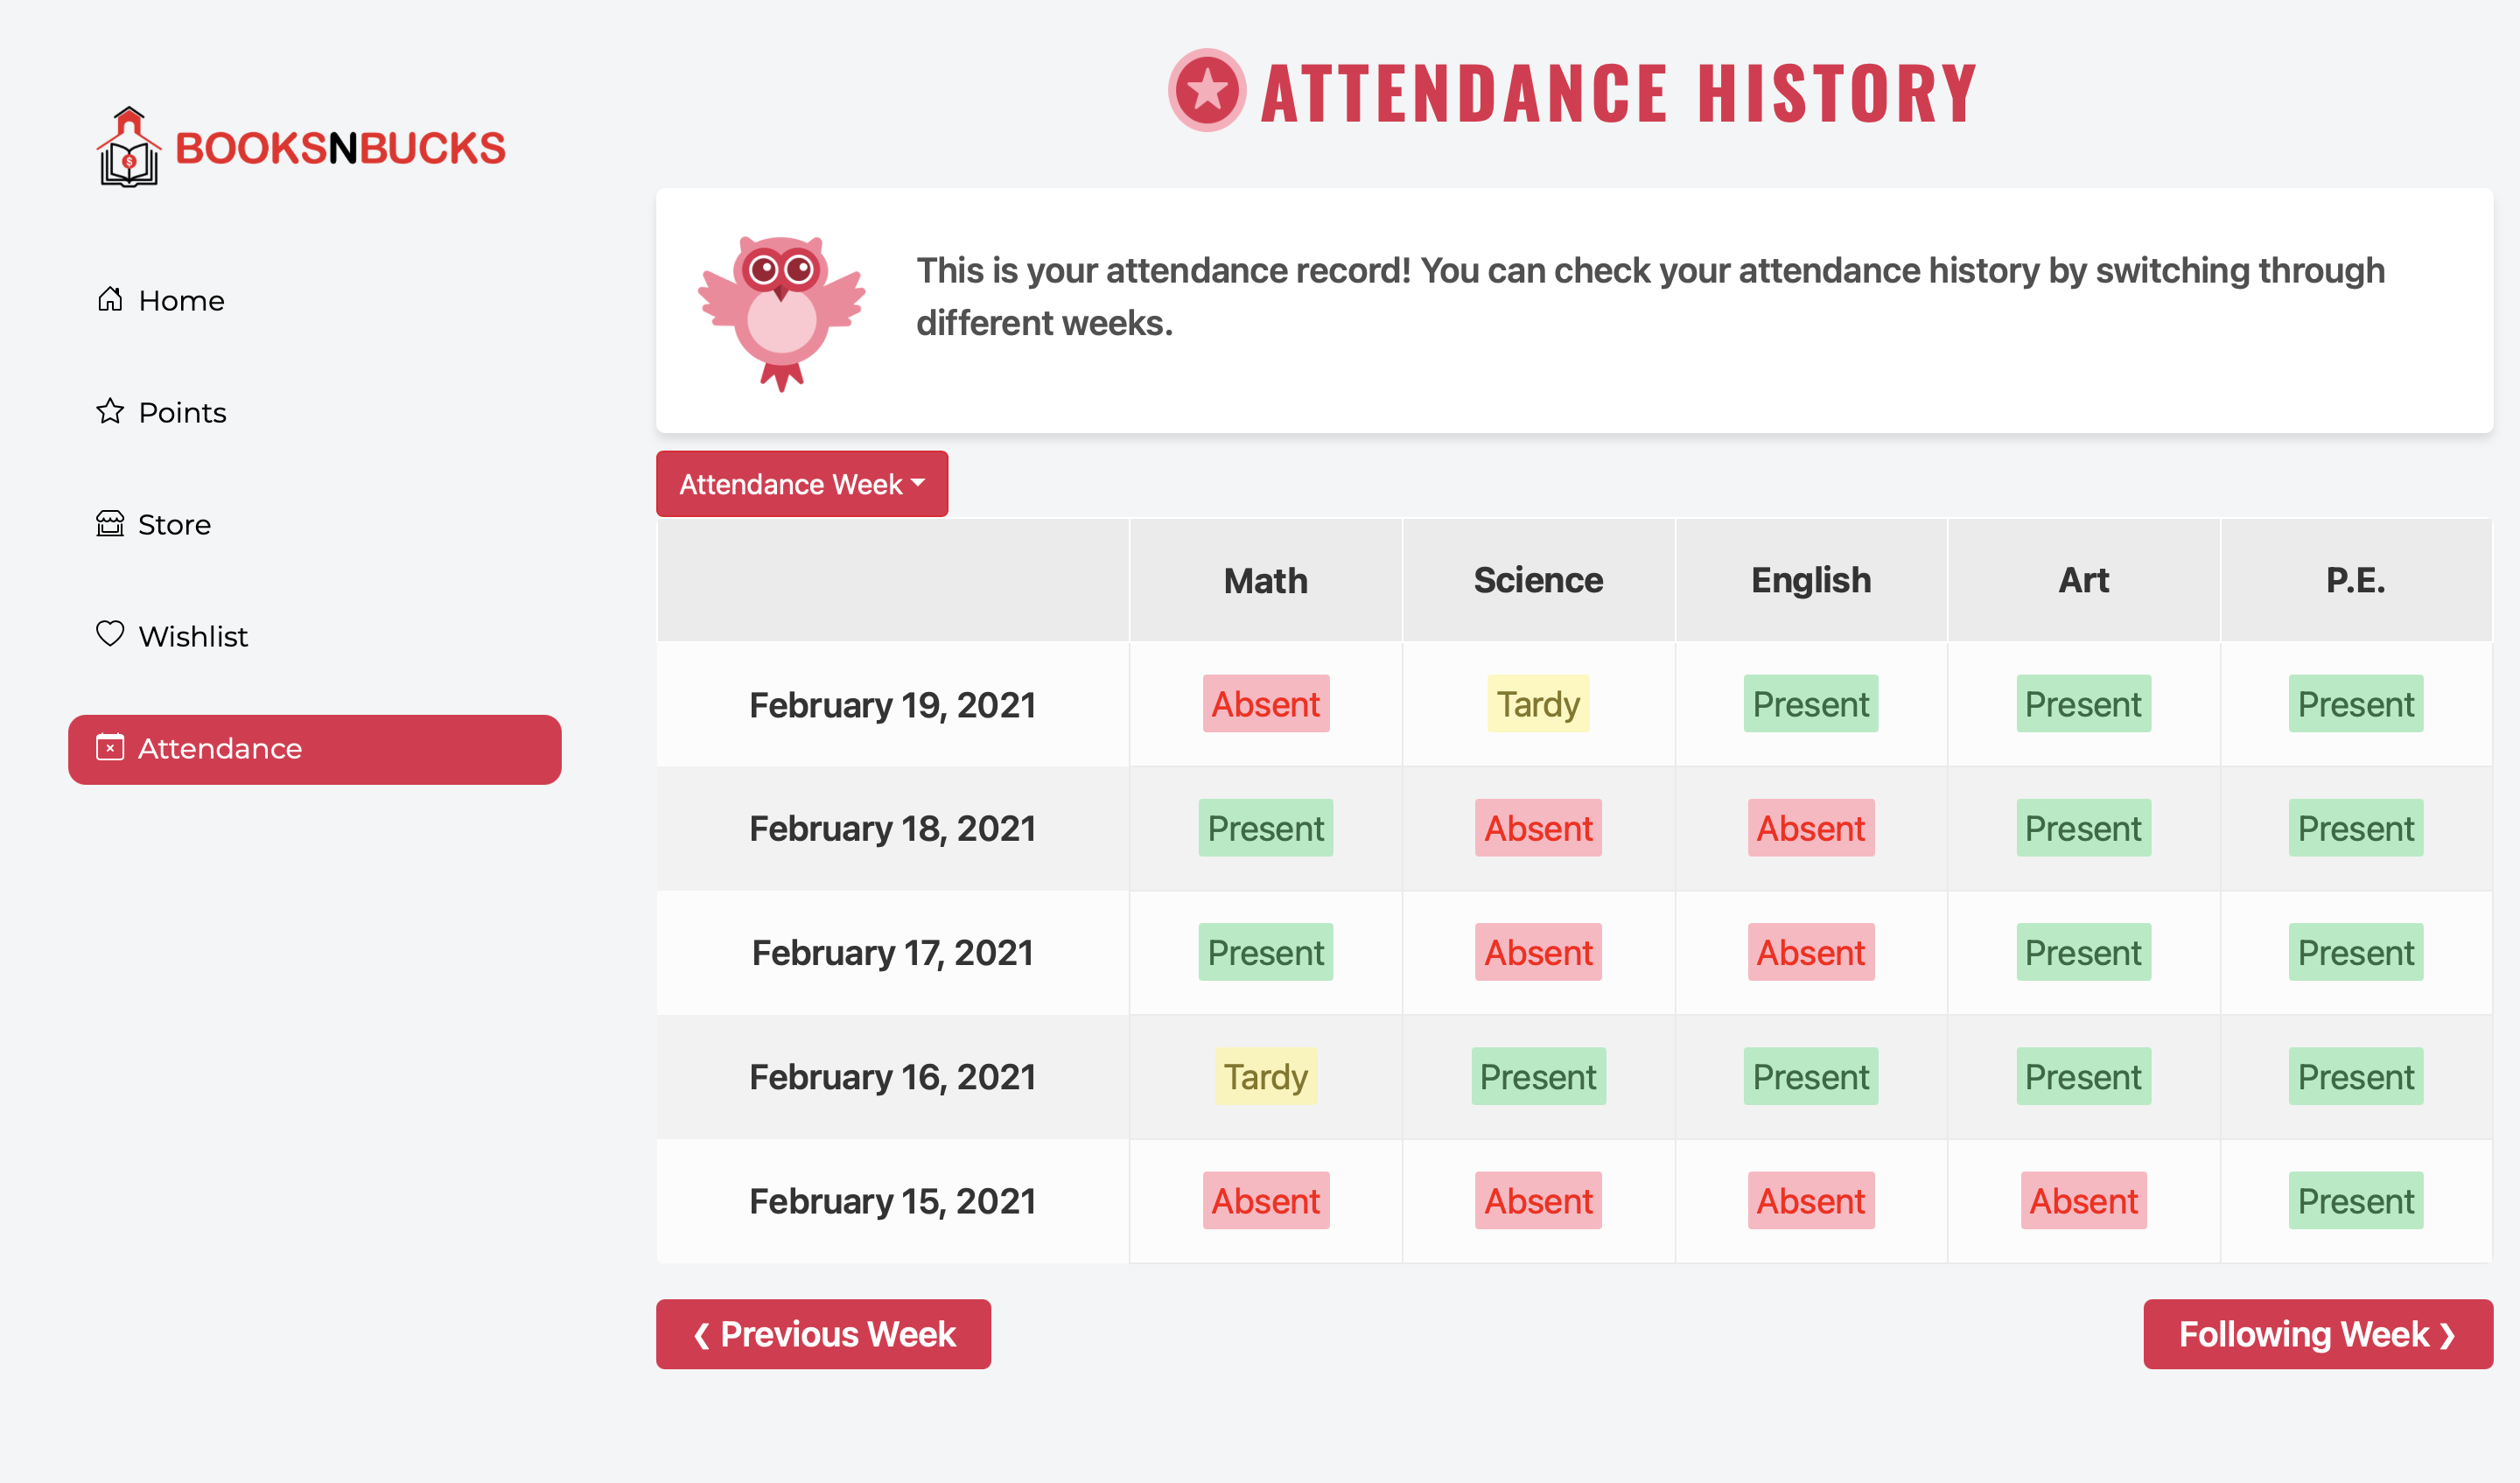 ATTENDANCE HISTORY
BOOKSNBUCKS
$
Home
Points
Store
Wishlist
Attendance
This is your attendance record! You can check your attendance history by switching through
different weeks.
Attendance Week
Math Science English Art P.E.
February 19, 2021 Absent Tardy Present Present Present
February 18, 2021 Present Absent Absent Present Present
February 17, 2021 Present Absent Absent Present Present
February 16, 2021 Tardy Present Present Present Present
February 15, 2021 Absent Absent Absent Absent Present
❮ Previous Week
Following Week ❯